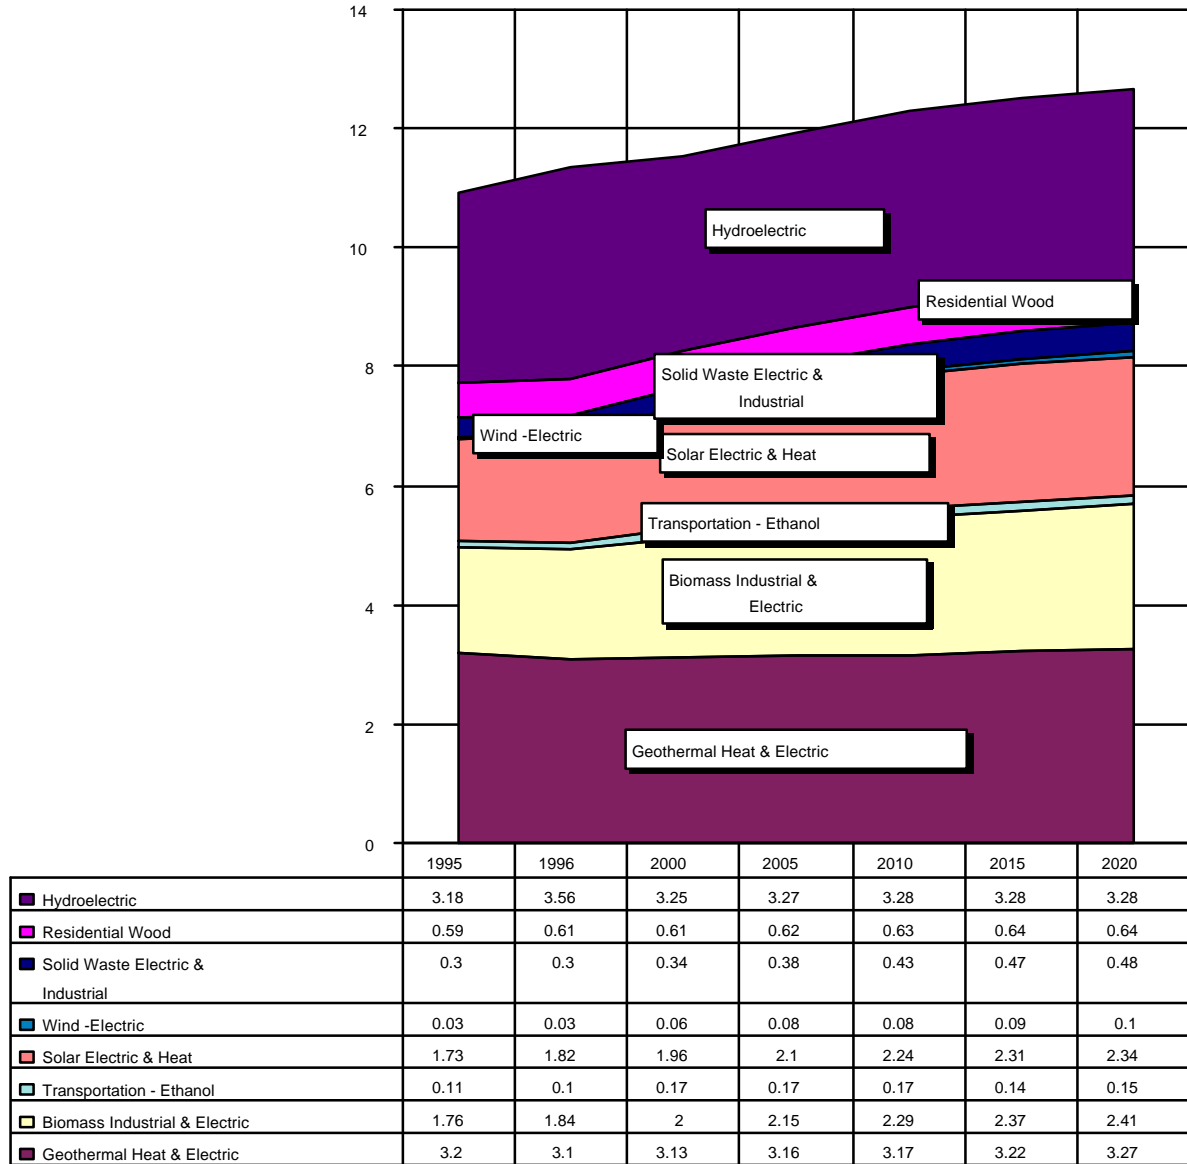 14
12
10
8
6
4
2
0
Hydroelectric
Residential Wood
Solid Waste Electric &
Industrial
Wind -Electric
Solar Electric & Heat
Transportation - Ethanol
Biomass Industrial &
Electric
Geothermal Heat & Electric
1995 1996 2000 2005 2010 2015 2020
Hydroelectric 3.18 3.56 3.25 3.27 3.28 3.28 3.28
Residential Wood 0.59 0.61 0.61 0.62 0.63 0.64 0.64
Solid Waste Electric & 0.3 0.3 0.34 0.38 0.43 0.47 0.48
Industrial
Wind -Electric 0.03 0.03 0.06 0.08 0.08 0.09 0.1
Solar Electric & Heat 1.73 1.82 1.96 2.1 2.24 2.31 2.34
Transportation - Ethanol 0.11 0.1 0.17 0.17 0.17 0.14 0.15
Biomass Industrial & Electric 1.76 1.84 2 2.15 2.29 2.37 2.41
Geothermal Heat & Electric 3.2 3.1 3.13 3.16 3.17 3.22 3.27